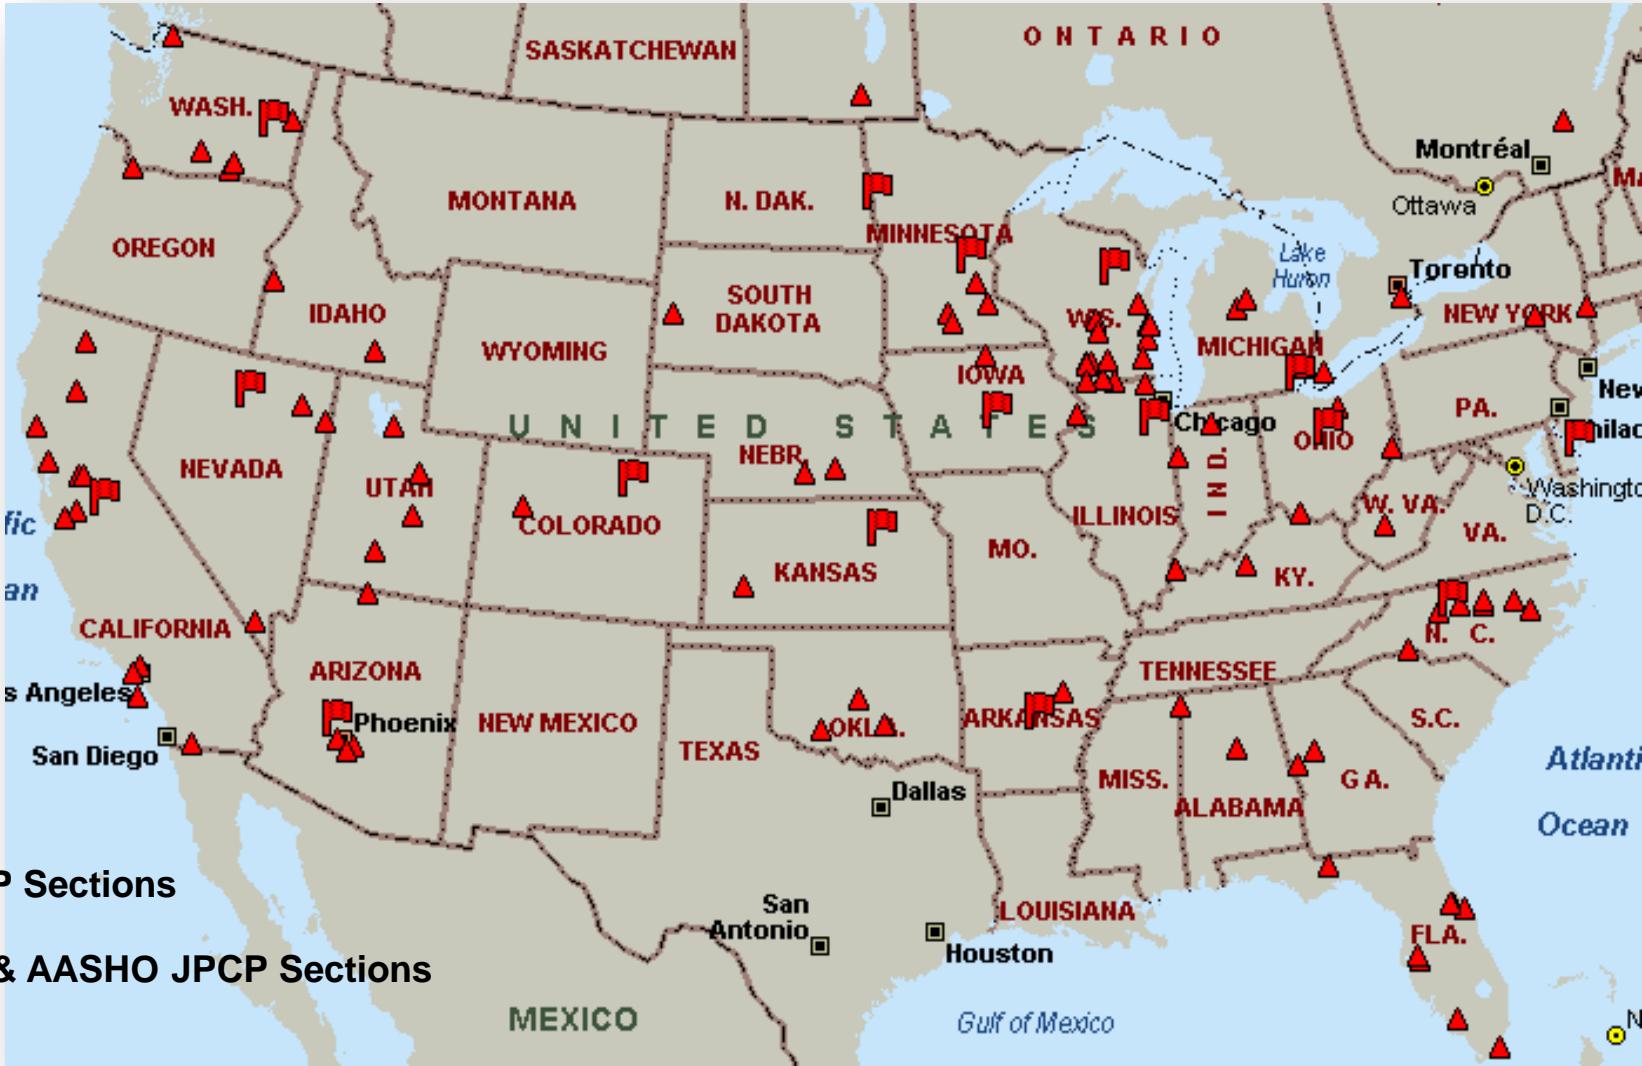 SASKATCHEWAN
ONTARIO
WASH.
Montréal
MONTANA
N. DAK.
Ottawa
MINNESOTA
OREGON
Lake
Huron
Toronto
SOUTH
DAKOTA
IDAHO
NEW YORK
WYOMING
MICHIGAN
IOWA
New
PA.
UNITED STATES
Chicago
OHIO
NEBR.
NEVADA
UTAH
IND.
W. VA.
D.C.
COLORADO
ILLINOIS
VA.
MO.
KANSAS
KY.
CALIFORNIA
N. C.
ARIZONA
TENNESSEE
s Angeles
Phoenix
NEW MEXICO
OKLA.
ARKANSAS
S.C.
San Diego
TEXAS
MISS.
GA.
Dallas
ALABAMA
Ocean
P Sections
San
Antonio
LOUISIANA
FLA.
Houston
& AASHO JPCP Sections
MEXICO
Gulf of Mexico